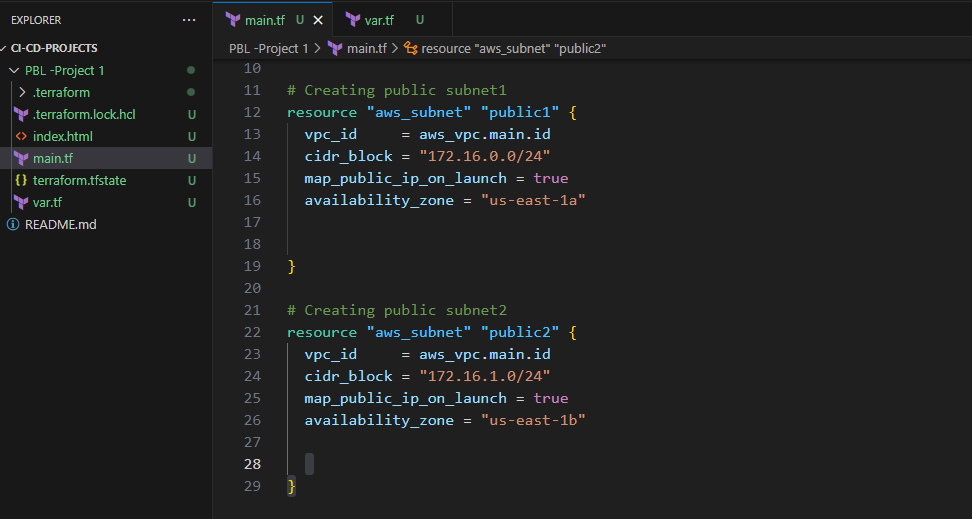 EXPLORER ...
CI-CD-PROJECTS
PBL -Project 1
.terraform
.terraform.lock.hcl U
index.html U
main.tf U
terraform.tfstate U
var.tf U
README.md
main.tf U
var.tf U
PBL -Project 1 > main.tf > resource "aws_subnet" "public2"
10
11 # Creating public subnet1
12 resource "aws_subnet" "public1" {
13   vpc_id     = aws_vpc.main.id
14   cidr_block = "172.16.0.0/24"
15   map_public_ip_on_launch = true
16   availability_zone = "us-east-1a"
17
18
19 }
20
21 # Creating public subnet2
22 resource "aws_subnet" "public2" {
23   vpc_id     = aws_vpc.main.id
24   cidr_block = "172.16.1.0/24"
25   map_public_ip_on_launch = true
26   availability_zone = "us-east-1b"
27
28
29 }